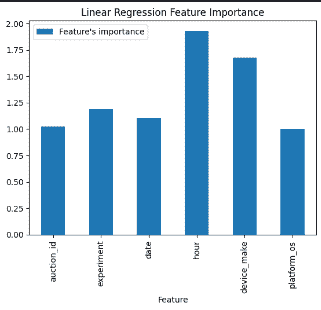 Linear Regression Feature Importance
Feature's importance
2.00
1.75
1.50
1.25
1.00
0.75
0.50
0.25
0.00
auction_id
experiment
date
hour
device_make
platform_os
Feature